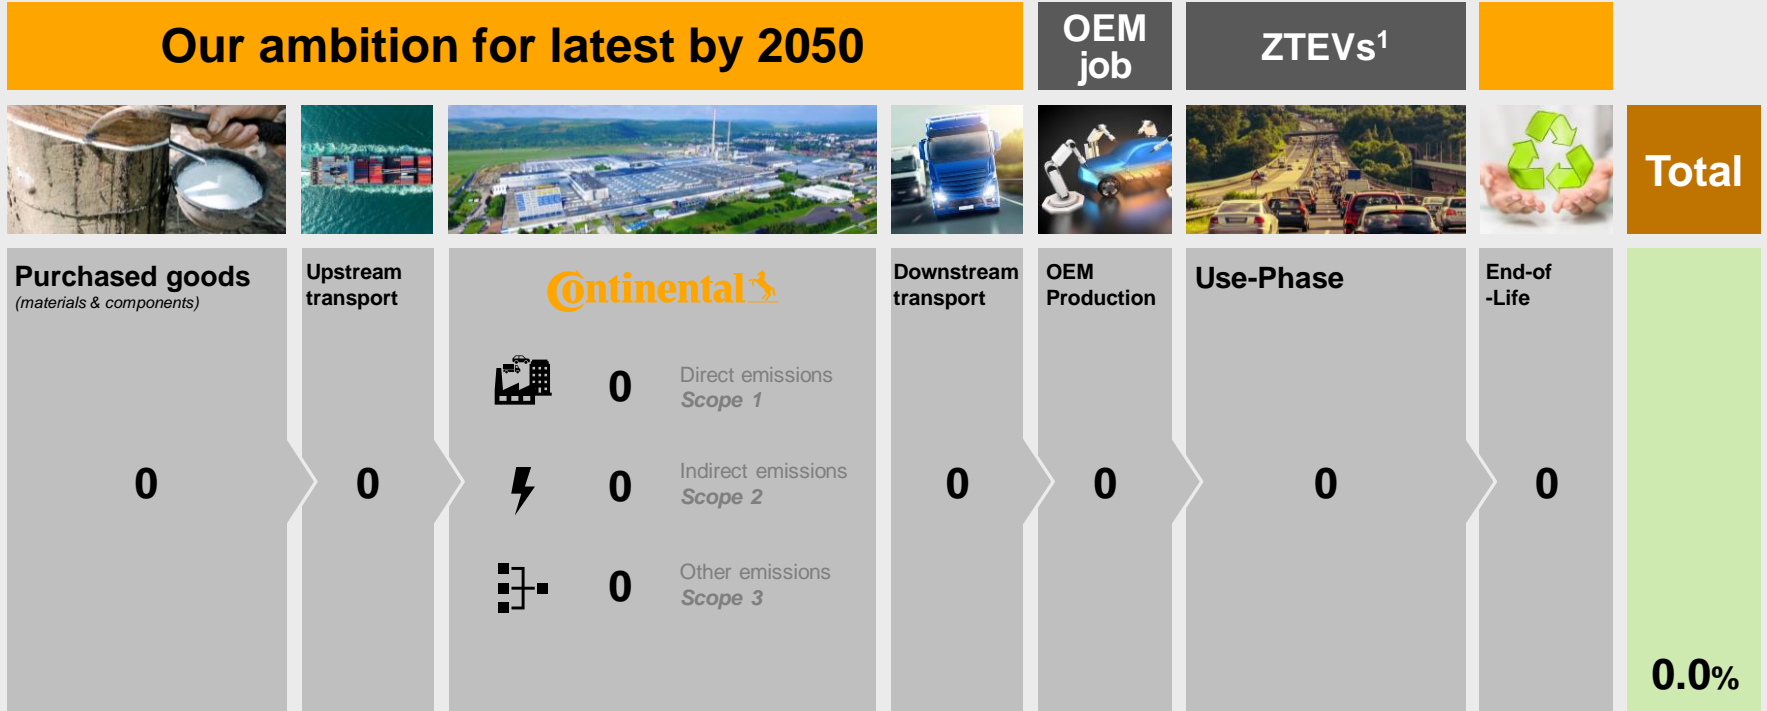 Our ambition for latest by 2050
OEM
job
ZTEVs¹
Total
Purchased goods
(materials & components)
Upstream
transport
Continental
Downstream
transport
OEM
Production
Use-Phase
End-of
-Life
0
Direct emissions
Scope 1
0
0
0
Indirect emissions
Scope 2
0
0
0
0
0
Other emissions
Scope 3
0.0%